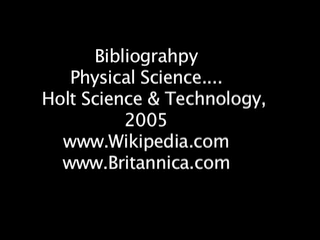 Bibliograhpy
Physical Science....
Holt Science & Technology,
2005
www.Wikipedia.com
www.Britannica.com